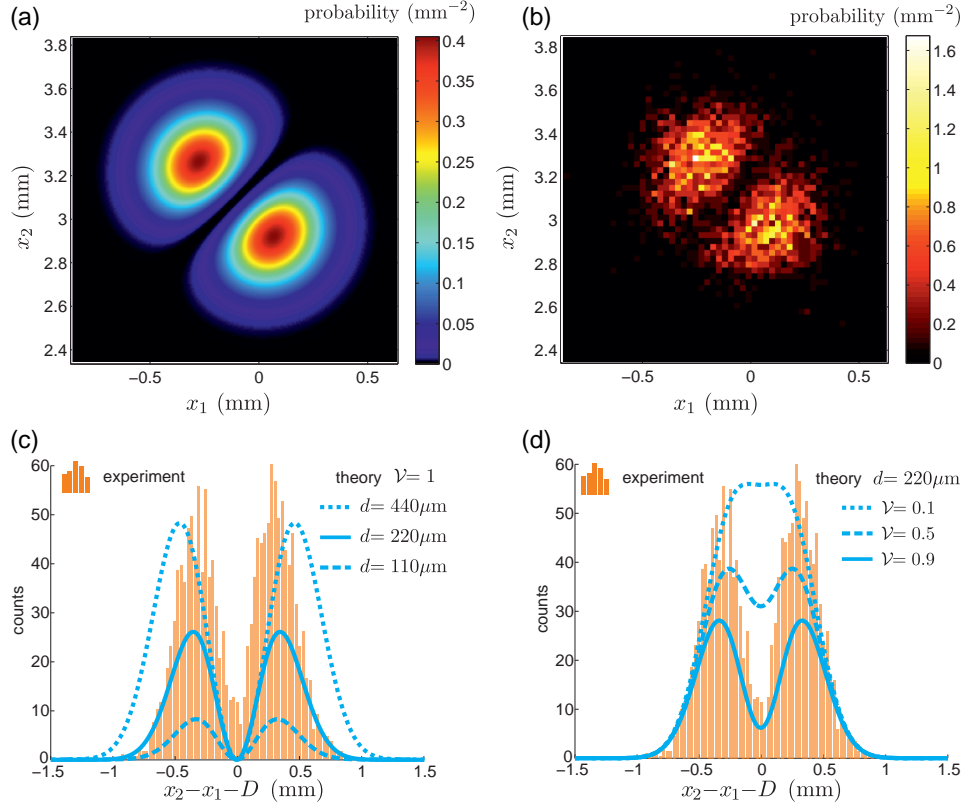 (a)
probability (mm⁻²)
3.8
3.6
3.4
3.2
3
2.8
2.6
2.4
x₂ (mm)
−0.5
0
0.5
x₁ (mm)
0.4
0.35
0.3
0.25
0.2
0.15
0.1
0.05
0
(b)
probability (mm⁻²)
3.8
3.6
3.4
3.2
3
2.8
2.6
2.4
x₂ (mm)
−0.5
0
0.5
x₁ (mm)
1.6
1.4
1.2
1
0.8
0.6
0.4
0.2
0
(c)
60
50
40
30
20
10
0
counts
experiment
theory 𝒱= 1
d= 440μm
d= 220μm
d= 110μm
−1.5
−1
−0.5
0
0.5
1
1.5
x₂−x₁−D (mm)
(d)
60
50
40
30
20
10
0
counts
experiment
theory d= 220μm
𝒱= 0.1
𝒱= 0.5
𝒱= 0.9
−1.5
−1
−0.5
0
0.5
1
1.5
x₂−x₁−D (mm)